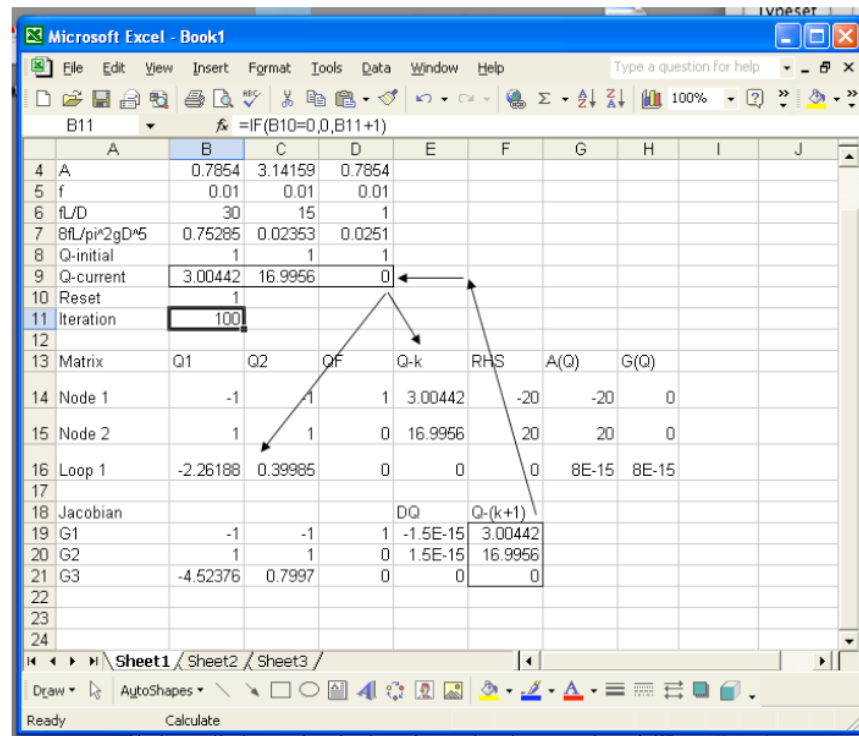 Typeset
Microsoft Excel - Book1
File Edit View Insert Format Tools Data Window Help Type a question for help
100%
B11 fx =IF(B10=0,0,B11+1)
A B C D E F G H I J
4 A 0.7854 3.14159 0.7854
5 f 0.01 0.01 0.01
6 fL/D 30 15 1
7 8fL/pi^2gD^5 0.75285 0.02353 0.0251
8 Q-initial 1 1 1
9 Q-current 3.00442 16.9956 0
10 Reset 1
11 Iteration 100
12
13 Matrix Q1 Q2 QF Q-k RHS A(Q) G(Q)
14 Node 1 -1 -1 1 3.00442 -20 -20 0
15 Node 2 1 1 0 16.9956 20 20 0
16 Loop 1 -2.26188 0.39985 0 0 0 8E-15 8E-15
17
18 Jacobian DQ Q-(k+1)
19 G1 -1 -1 1 -1.5E-15 3.00442
20 G2 1 1 0 1.5E-15 16.9956
21 G3 -4.52376 0.7997 0 0 0
22
23
24
Sheet1 Sheet2 Sheet3
Draw AutoShapes
Ready Calculate